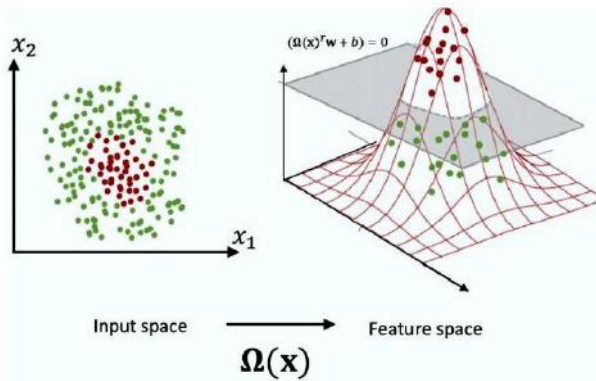 x₂
(Ω(x)ᵀw + b) = 0
x₁
Input space
Feature space
Ω(x)